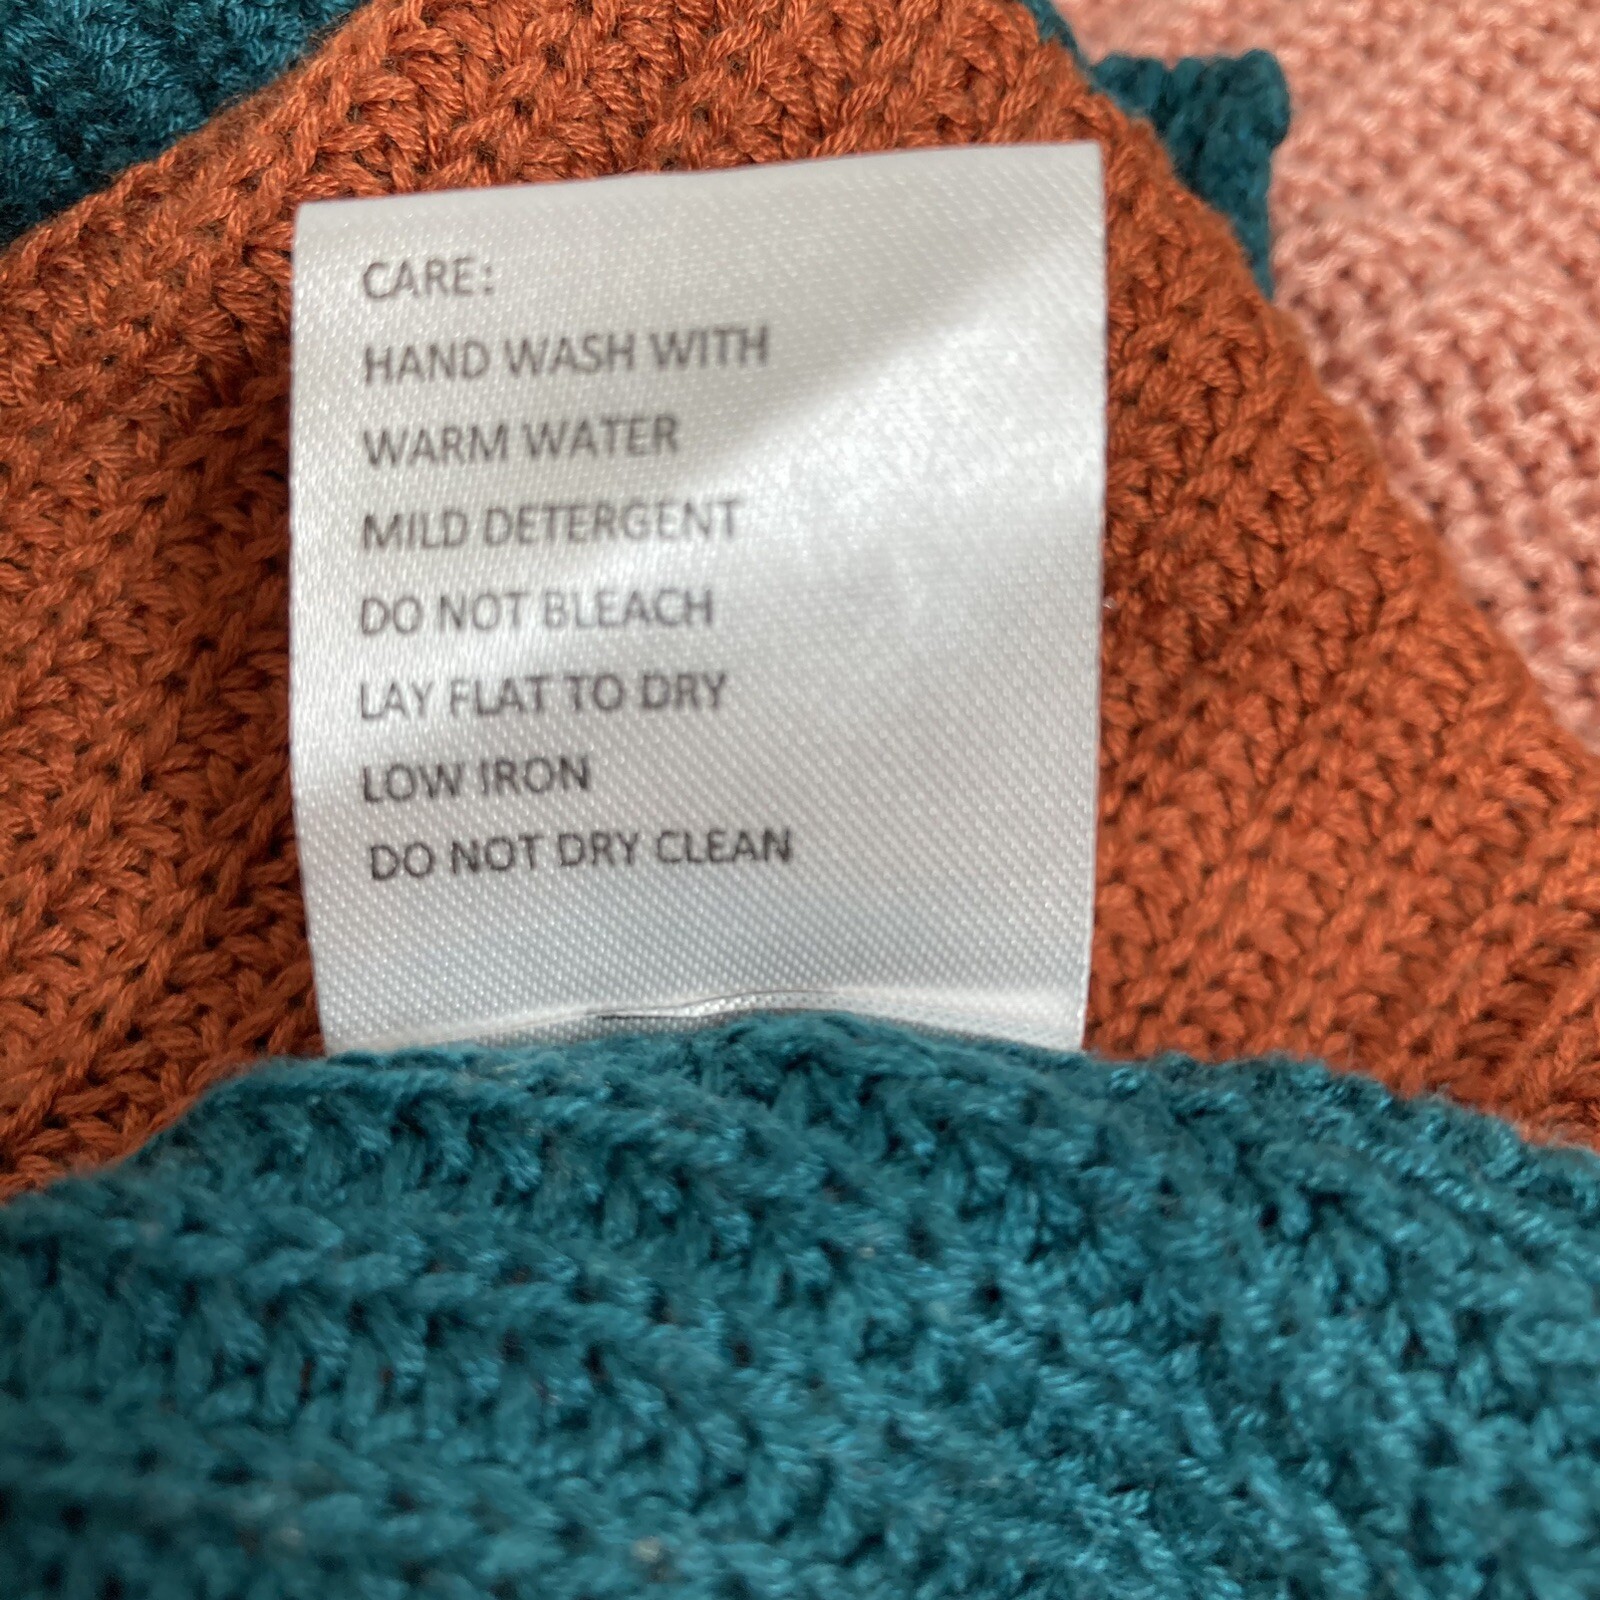 CARE:
HAND WASH WITH
WARM WATER
MILD DETERGENT
DO NOT BLEACH
LAY FLAT TO DRY
LOW IRON
DO NOT DRY CLEAN